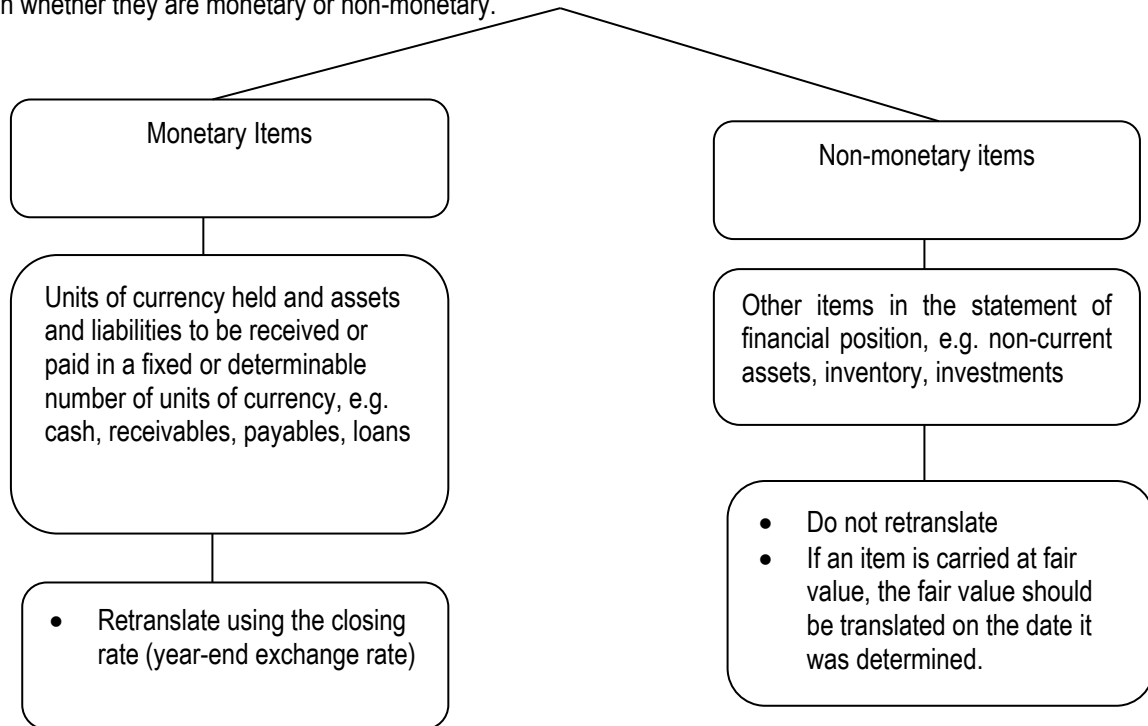 n whether they are monetary or non-monetary.
Monetary Items
Units of currency held and assets
and liabilities to be received or
paid in a fixed or determinable
number of units of currency, e.g.
cash, receivables, payables, loans
• Retranslate using the closing
rate (year-end exchange rate)
Non-monetary items
Other items in the statement of
financial position, e.g. non-current
assets, inventory, investments
• Do not retranslate
• If an item is carried at fair
value, the fair value should
be translated on the date it
was determined.